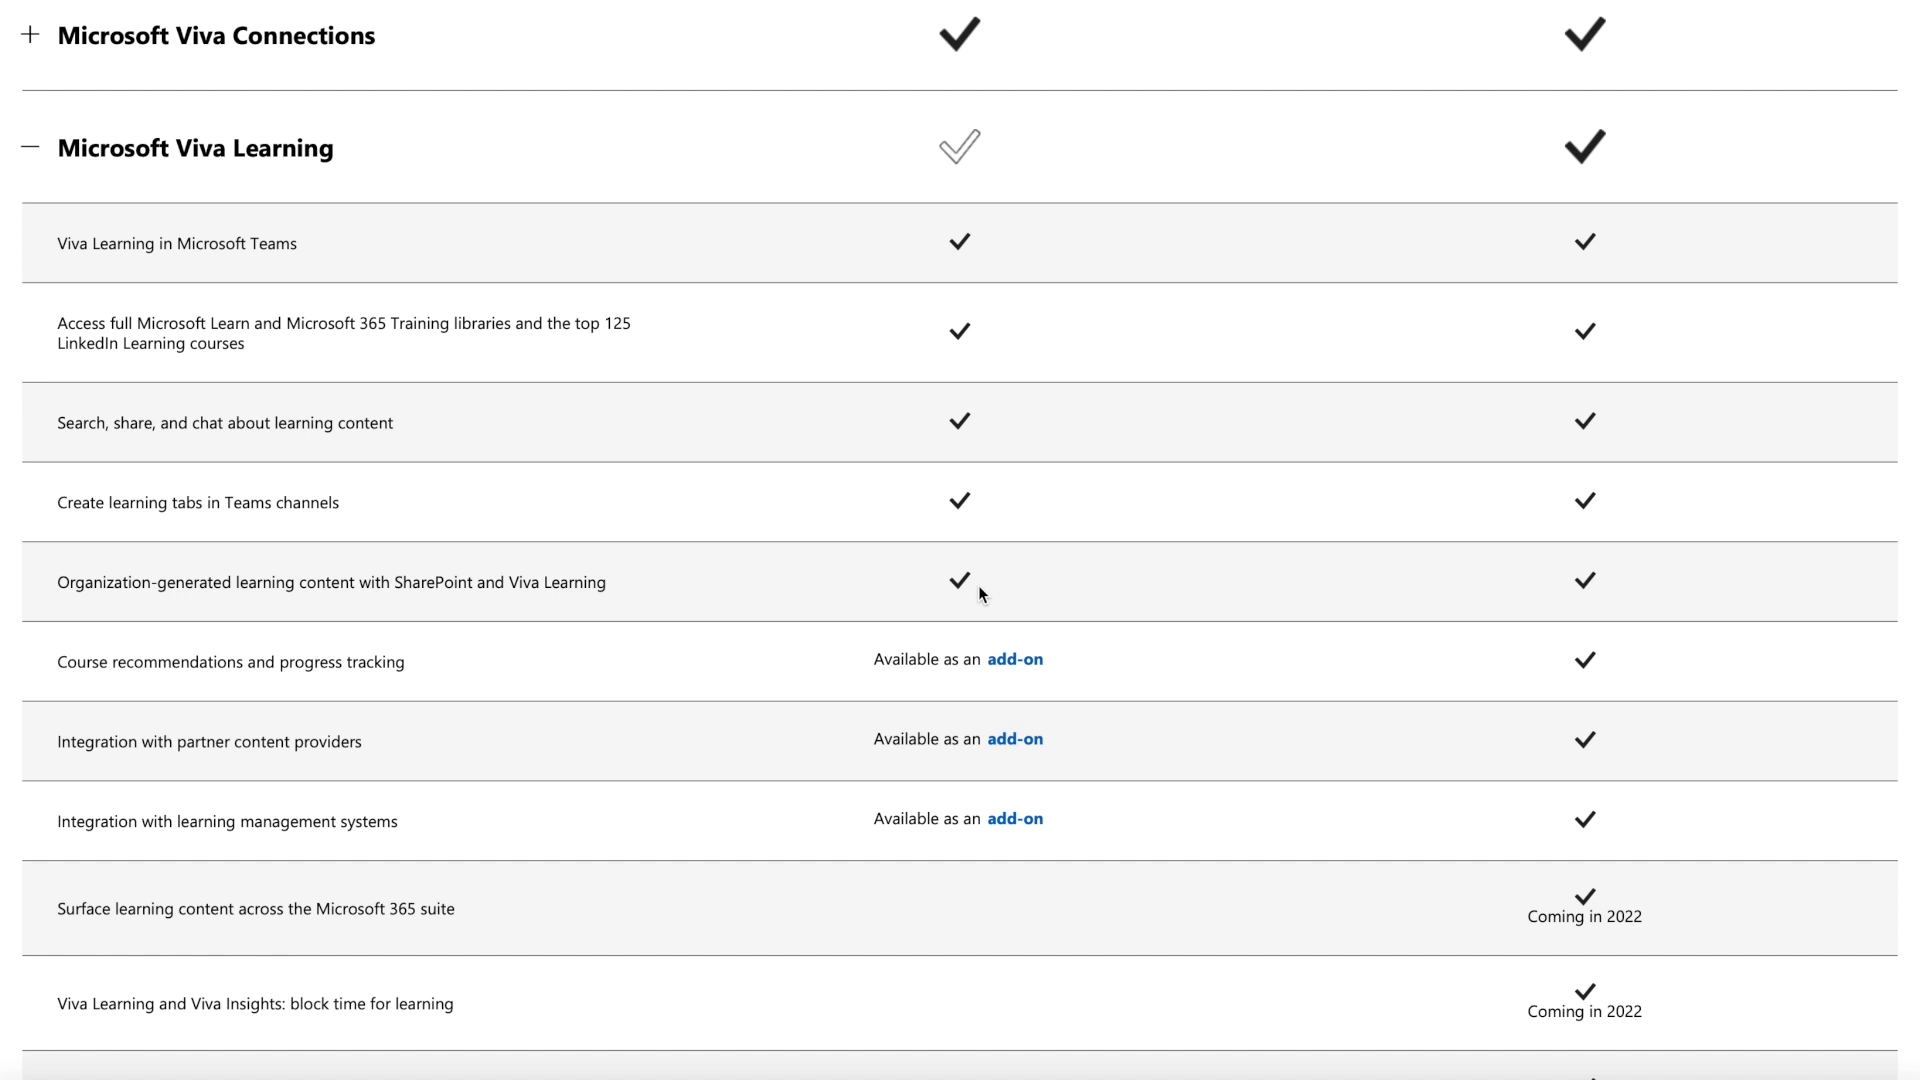 Microsoft Viva Connections
Microsoft Viva Learning
Viva Learning in Microsoft Teams
Access full Microsoft Learn and Microsoft 365 Training libraries and the top 125
LinkedIn Learning courses
Search, share, and chat about learning content
Create learning tabs in Teams channels
Organization-generated learning content with SharePoint and Viva Learning
Course recommendations and progress tracking
Available as an add-on
Integration with partner content providers
Available as an add-on
Integration with learning management systems
Available as an add-on
Surface learning content across the Microsoft 365 suite
Coming in 2022
Viva Learning and Viva Insights: block time for learning
Coming in 2022